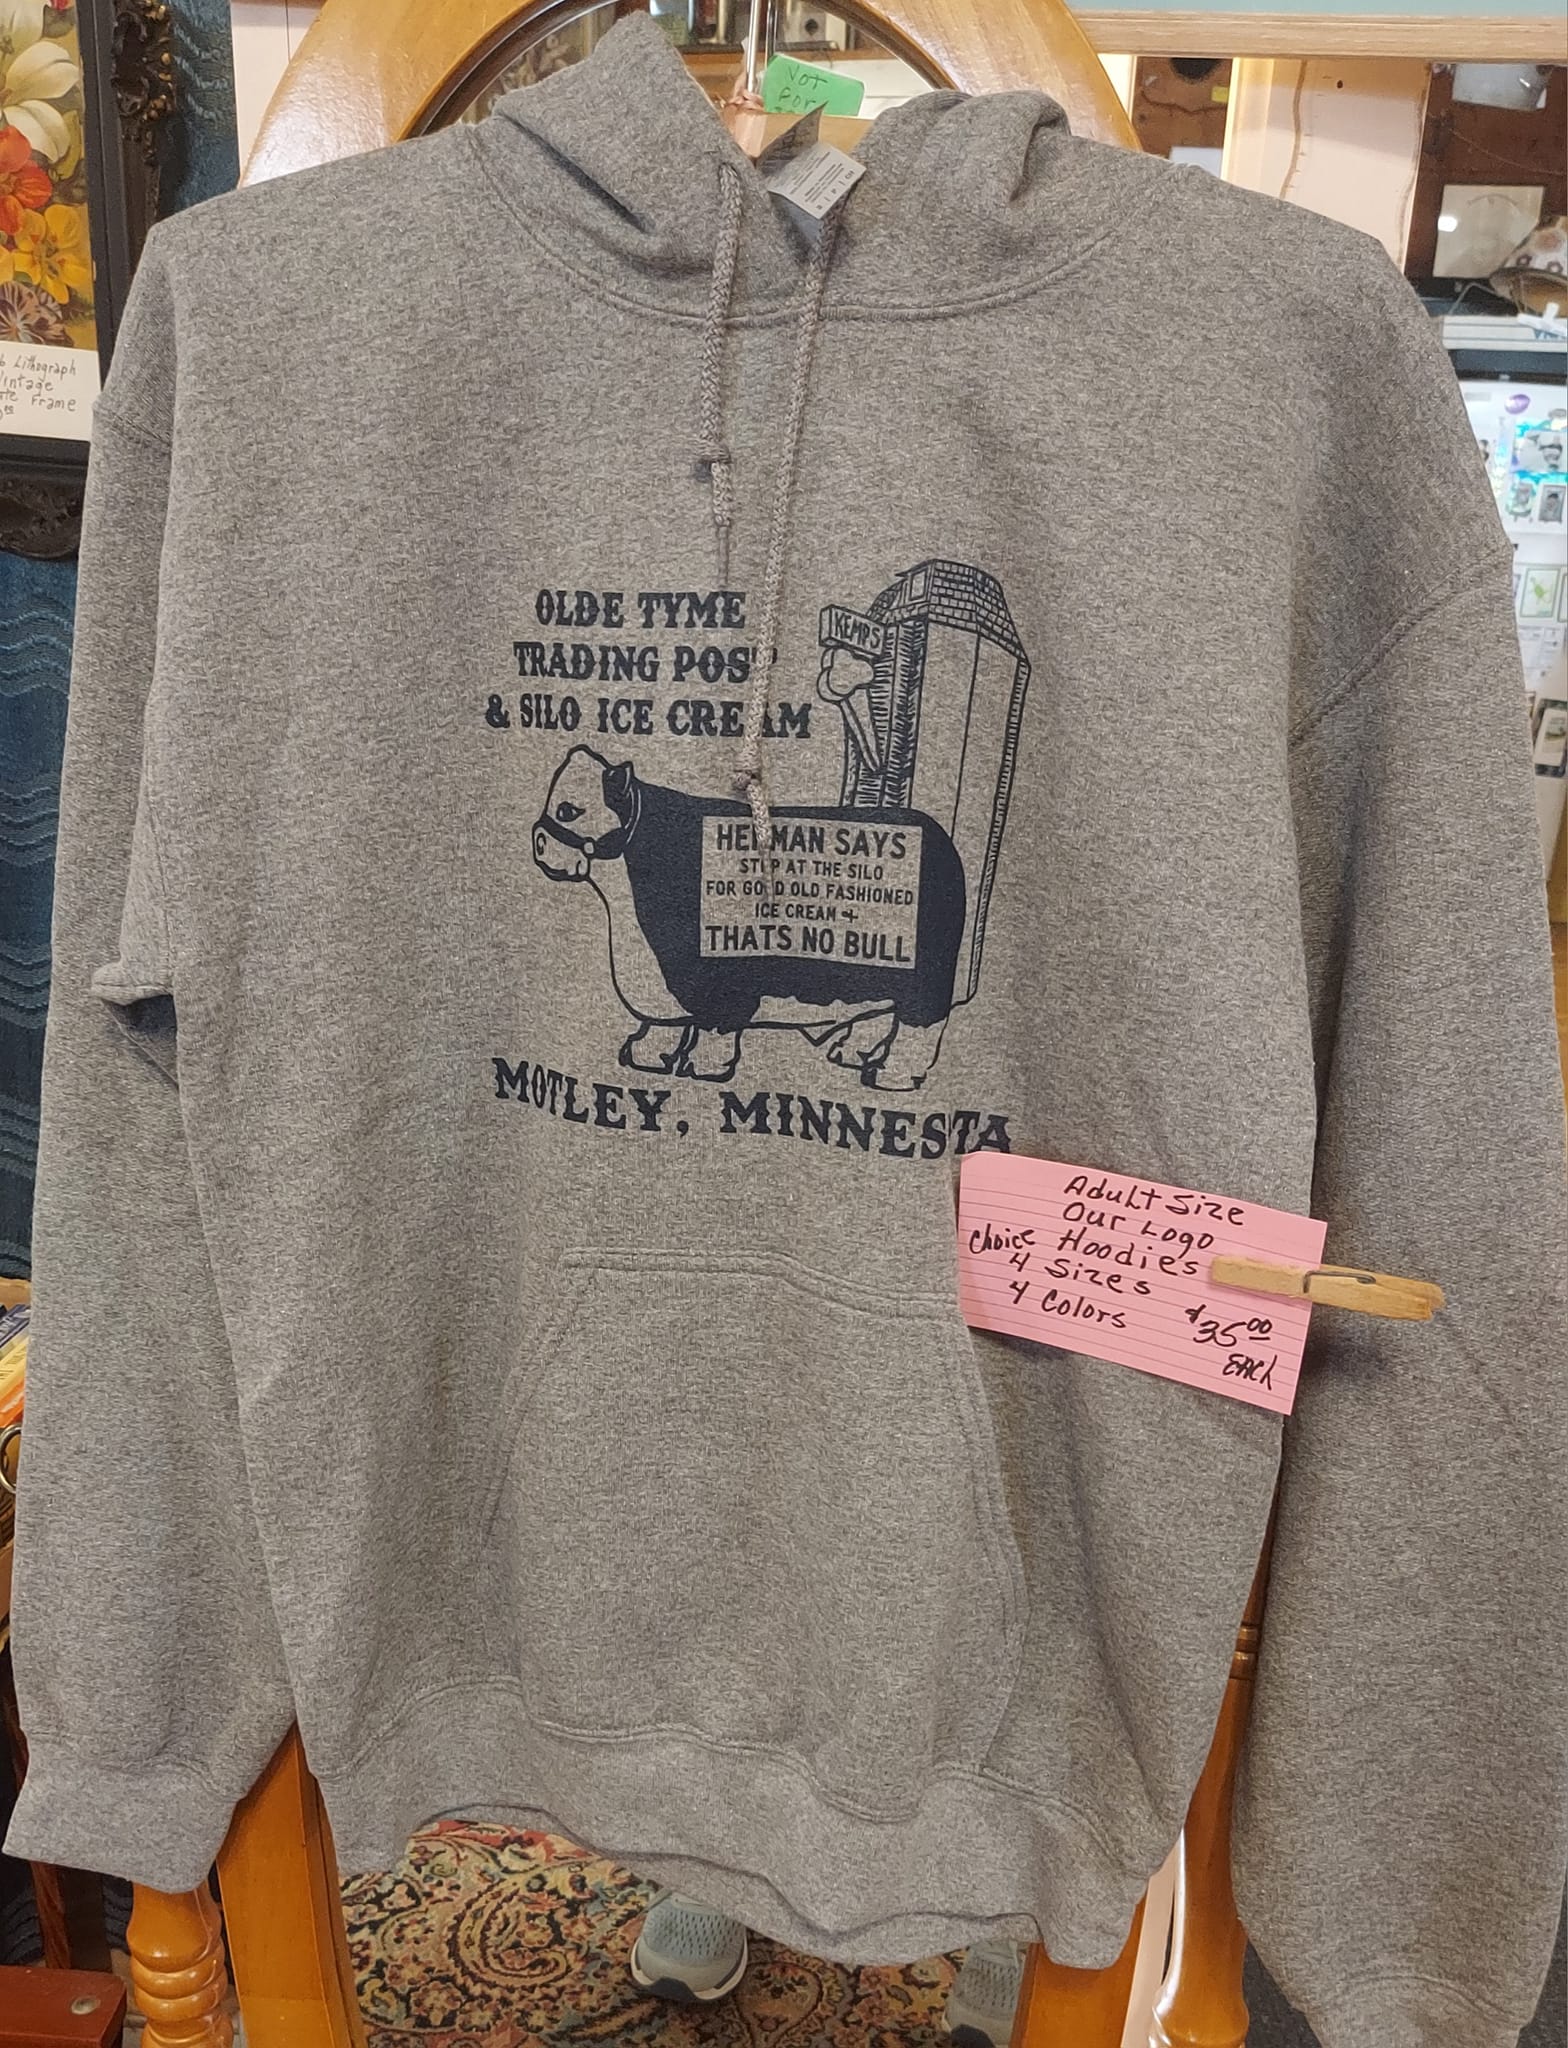 Not
For
Lithograph
Vintage
Frame
OLDE TYME
TRADING POST
& SILO ICE CREAM
KEMPS
HERMAN SAYS
STOP AT THE SILO
FOR GOOD OLD FASHIONED
ICE CREAM &
THATS NO BULL
MOTLEY, MINNESTA
Adult Size
Our Logo
Choice Hoodies
4 Sizes
4 Colors
$35.00
EACh